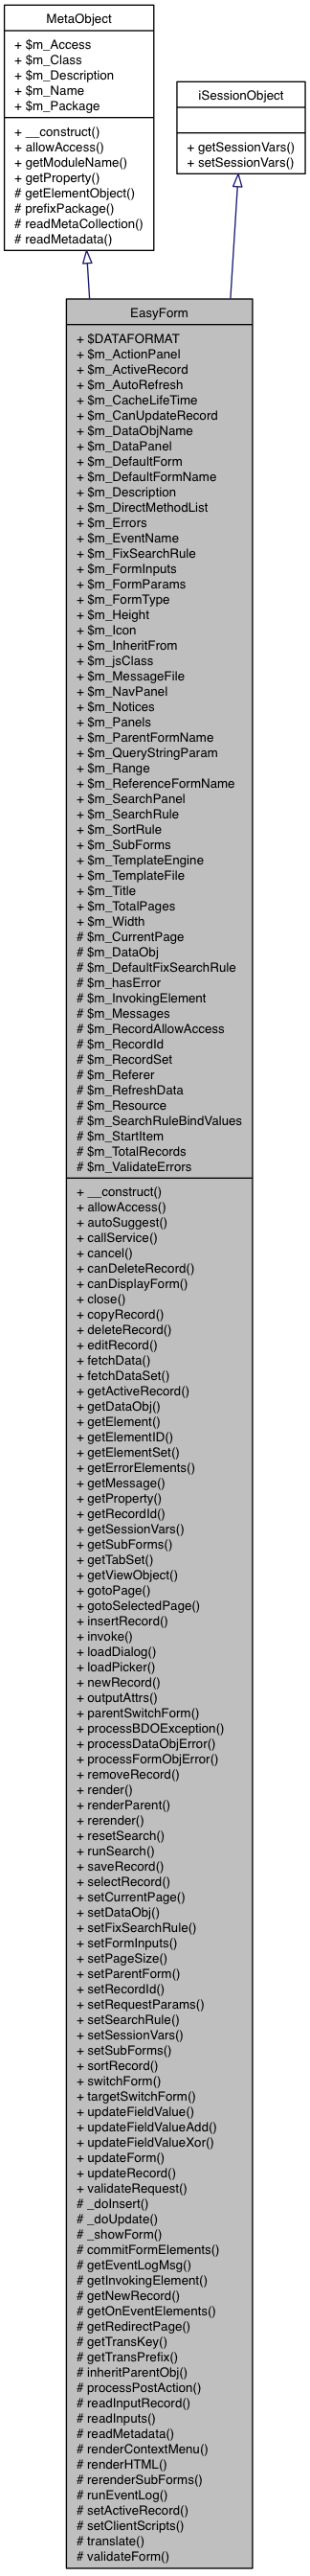 MetaObject
+ $m_Access
+ $m_Class
+ $m_Description
+ $m_Name
+ $m_Package
+ __construct()
+ allowAccess()
+ getModuleName()
+ getProperty()
# getElementObject()
# prefixPackage()
# readMetaCollection()
# readMetadata()
iSessionObject
+ getSessionVars()
+ setSessionVars()
EasyForm
+ $DATAFORMAT
+ $m_ActionPanel
+ $m_ActiveRecord
+ $m_AutoRefresh
+ $m_CacheLifeTime
+ $m_CanUpdateRecord
+ $m_DataObjName
+ $m_DataPanel
+ $m_DefaultForm
+ $m_DefaultFormName
+ $m_Description
+ $m_DirectMethodList
+ $m_Errors
+ $m_EventName
+ $m_FixSearchRule
+ $m_FormInputs
+ $m_FormParams
+ $m_FormType
+ $m_Height
+ $m_Icon
+ $m_InheritFrom
+ $m_jsClass
+ $m_MessageFile
+ $m_NavPanel
+ $m_Notices
+ $m_Panels
+ $m_ParentFormName
+ $m_QueryStringParam
+ $m_Range
+ $m_ReferenceFormName
+ $m_SearchPanel
+ $m_SearchRule
+ $m_SortRule
+ $m_SubForms
+ $m_TemplateEngine
+ $m_TemplateFile
+ $m_Title
+ $m_TotalPages
+ $m_Width
# $m_CurrentPage
# $m_DataObj
# $m_DefaultFixSearchRule
# $m_hasError
# $m_InvokingElement
# $m_Messages
# $m_RecordAllowAccess
# $m_RecordId
# $m_RecordSet
# $m_Referer
# $m_RefreshData
# $m_Resource
# $m_SearchRuleBindValues
# $m_StartItem
# $m_TotalRecords
# $m_ValidateErrors
+ __construct()
+ allowAccess()
+ autoSuggest()
+ callService()
+ cancel()
+ canDeleteRecord()
+ canDisplayForm()
+ close()
+ copyRecord()
+ deleteRecord()
+ editRecord()
+ fetchData()
+ fetchDataSet()
+ getActiveRecord()
+ getDataObj()
+ getElement()
+ getElementID()
+ getElementSet()
+ getErrorElements()
+ getMessage()
+ getProperty()
+ getRecordId()
+ getSessionVars()
+ getSubForms()
+ getTabSet()
+ getViewObject()
+ gotoPage()
+ gotoSelectedPage()
+ insertRecord()
+ invoke()
+ loadDialog()
+ loadPicker()
+ newRecord()
+ outputAttrs()
+ parentSwitchForm()
+ processBDOException()
+ processDataObjError()
+ processFormObjError()
+ removeRecord()
+ render()
+ renderParent()
+ rerender()
+ resetSearch()
+ runSearch()
+ saveRecord()
+ selectRecord()
+ setCurrentPage()
+ setDataObj()
+ setFixSearchRule()
+ setFormInputs()
+ setPageSize()
+ setParentForm()
+ setRecordId()
+ setRequestParams()
+ setSearchRule()
+ setSessionVars()
+ setSubForms()
+ sortRecord()
+ switchForm()
+ targetSwitchForm()
+ updateFieldValue()
+ updateFieldValueAdd()
+ updateFieldValueXor()
+ updateForm()
+ updateRecord()
+ validateRequest()
# _doInsert()
# _doUpdate()
# _showForm()
# commitFormElements()
# getEventLogMsg()
# getInvokingElement()
# getNewRecord()
# getOnEventElements()
# getRedirectPage()
# getTransKey()
# getTransPrefix()
# inheritParentObj()
# processPostAction()
# readInputRecord()
# readInputs()
# readMetadata()
# renderContextMenu()
# renderHTML()
# rerenderSubForms()
# runEventLog()
# setActiveRecord()
# setClientScripts()
# translate()
# validateForm()